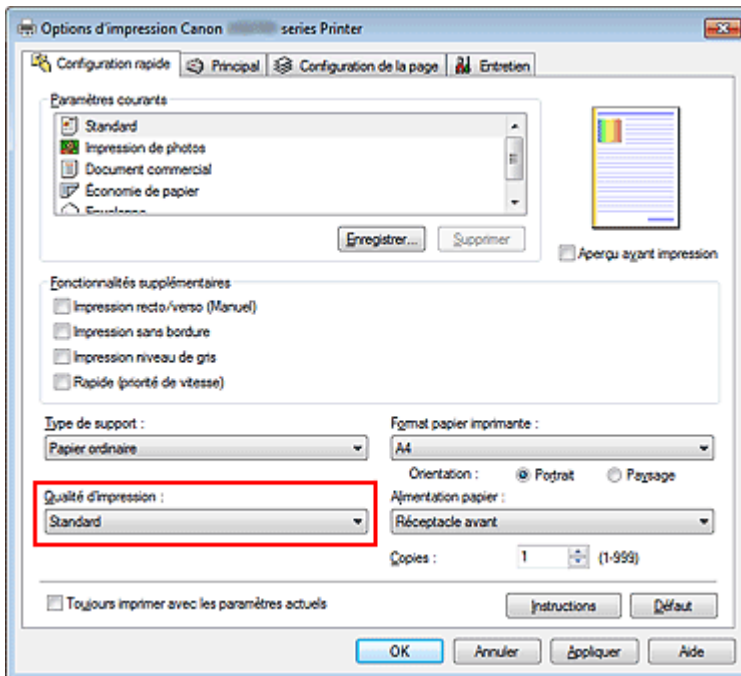 Options d'impression Canon series Printer
Configuration rapide Principal Configuration de la page Entretien
Paramètres courants
Standard
Impression de photos
Document commercial
Économie de papier
Enregistrer... Supprimer
Aperçu avant impression
Fonctionnalités supplémentaires
Impression recto/verso (Manuel)
Impression sans bordure
Impression niveau de gris
Rapide (priorité de vitesse)
Type de support : Format papier imprimante :
Papier ordinaire A4
Orientation : Portrait Paysage
Qualité d'impression : Alimentation papier :
Standard Réceptacle avant
Copies : 1 (1-999)
Toujours imprimer avec les paramètres actuels Instructions Défaut
OK Annuler Appliquer Aide